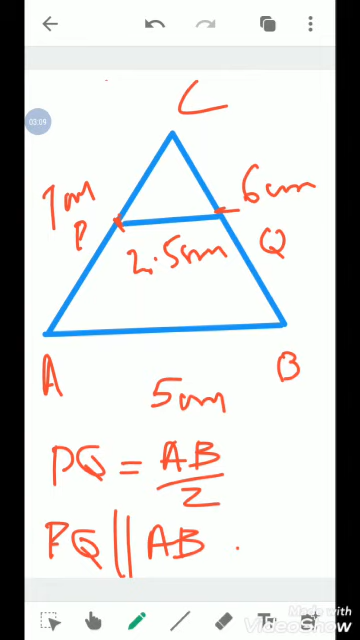 03:09
C
7cm
6cm
P
Q
2.5cm
A
B
5cm
PQ = AB/2
PQ || AB .
Made with
VideoShow